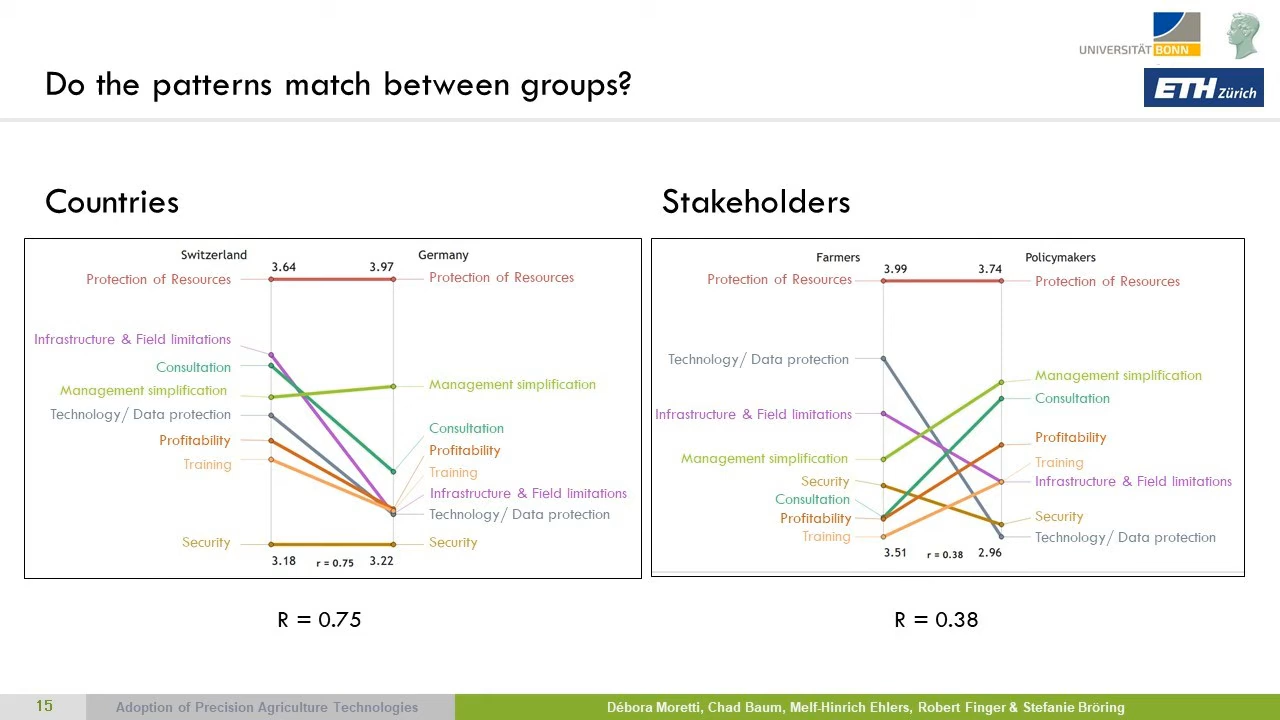 UNIVERSITÄT BONN
ETH Zürich
Do the patterns match between groups?
Countries
Switzerland
Germany
3.64
3.97
Protection of Resources
Protection of Resources
Infrastructure & Field limitations
Consultation
Management simplification
Management simplification
Technology/ Data protection
Consultation
Profitability
Profitability
Training
Training
Infrastructure & Field limitations
Technology/ Data protection
Security
Security
3.18
r = 0.75
3.22
R = 0.75
Stakeholders
Farmers
Policymakers
3.99
3.74
Protection of Resources
Protection of Resources
Technology/ Data protection
Management simplification
Consultation
Infrastructure & Field limitations
Profitability
Management simplification
Training
Security
Infrastructure & Field limitations
Consultation
Profitability
Security
Training
Technology/ Data protection
3.51
r = 0.38
2.96
R = 0.38
15
Adoption of Precision Agriculture Technologies
Débora Moretti, Chad Baum, Melf-Hinrich Ehlers, Robert Finger & Stefanie Bröring